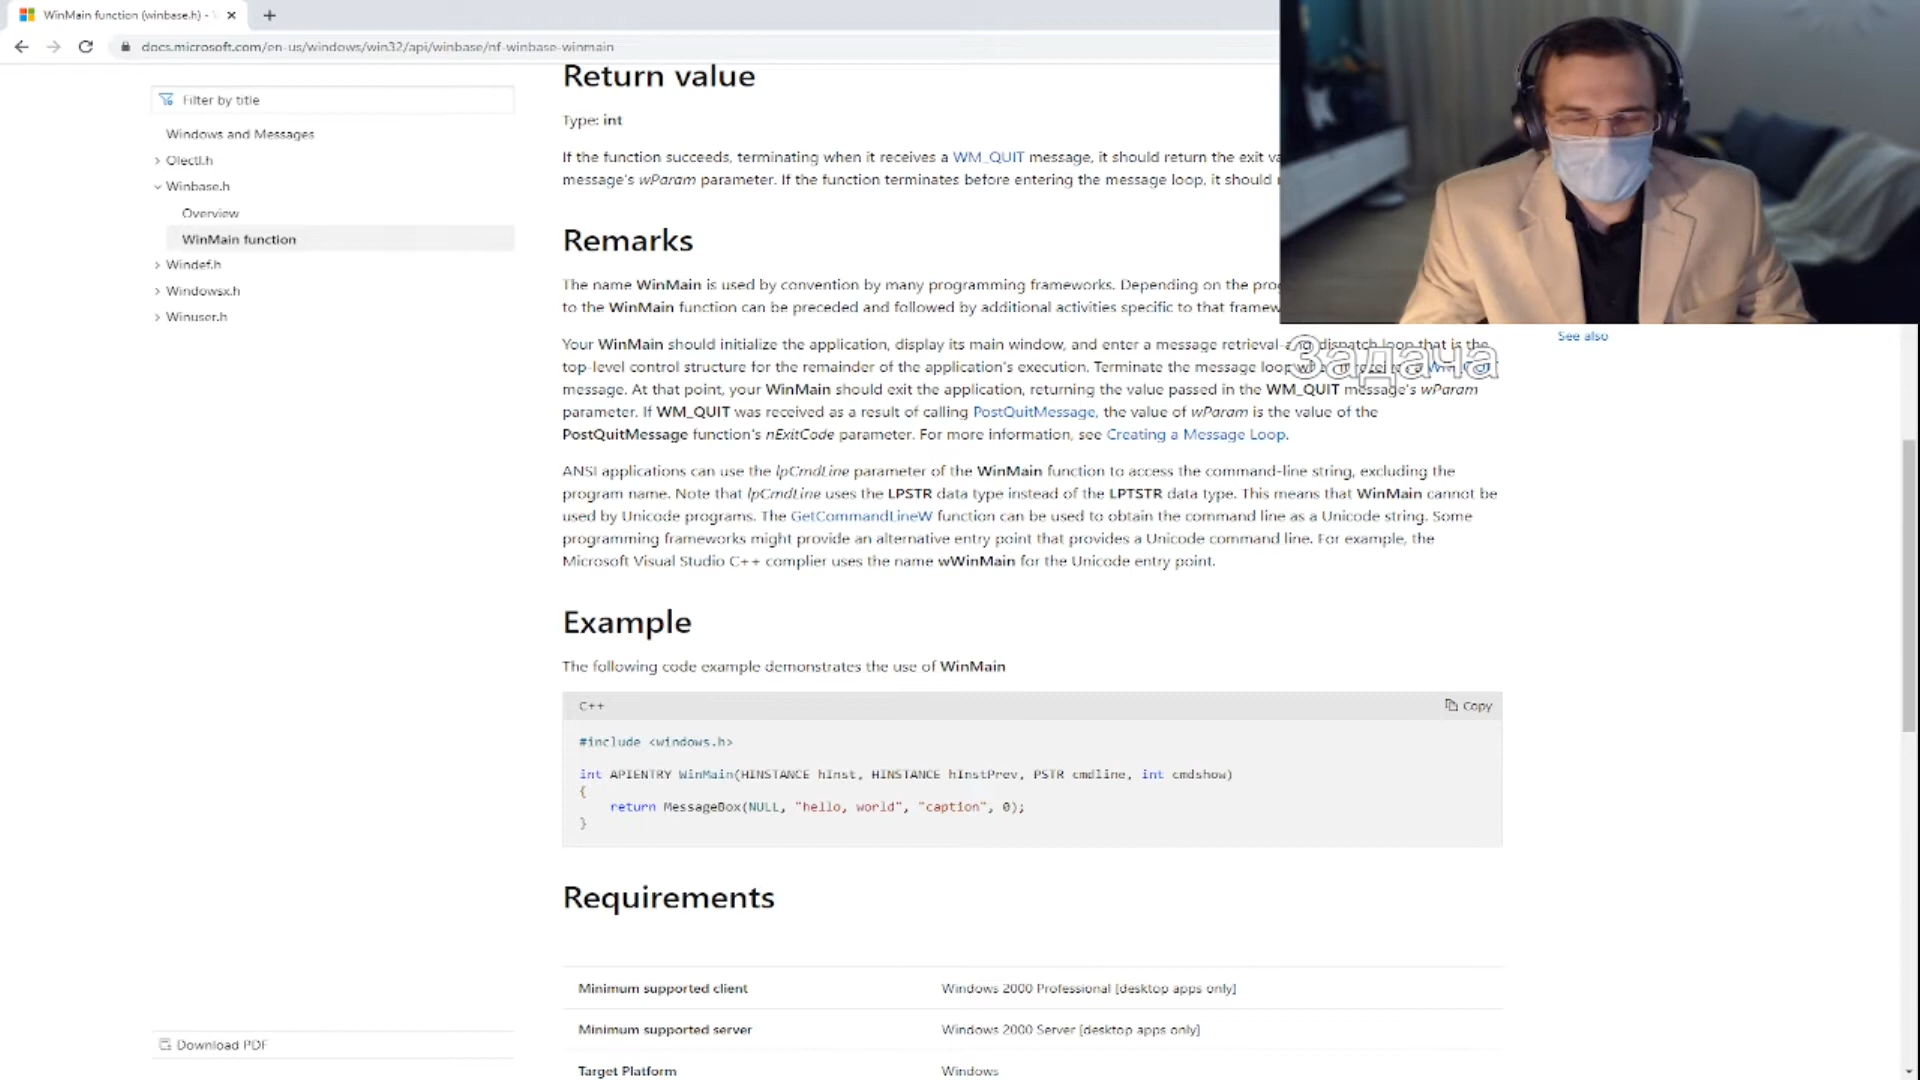 WinMain function (winbase.h) -
docs.microsoft.com/en-us/windows/win32/api/winbase/nf-winbase-winmain
Filter by title
Windows and Messages
Olectl.h
Winbase.h
Overview
WinMain function
Windef.h
Windowsx.h
Winuser.h
Download PDF
Return value
Type: int
If the function succeeds, terminating when it receives a WM_QUIT message, it should return the exit
message's wParam parameter. If the function terminates before entering the message loop, it should
Remarks
The name WinMain is used by convention by many programming frameworks. Depending on the
to the WinMain function can be preceded and followed by additional activities specific to that
Your WinMain should initialize the application, display its main window, and enter a message retrieval-and-dispatch loop that is the
top-level control structure for the remainder of the application's execution. Terminate the message loop
message. At that point, your WinMain should exit the application, returning the value passed in the WM_QUIT message's wParam
parameter. If WM_QUIT was received as a result of calling PostQuitMessage, the value of wParam is the value of the
PostQuitMessage function's nExitCode parameter. For more information, see Creating a Message Loop.
ANSI applications can use the lpCmdLine parameter of the WinMain function to access the command-line string, excluding the
program name. Note that lpCmdLine uses the LPSTR data type instead of the LPTSTR data type. This means that WinMain cannot be
used by Unicode programs. The GetCommandLineW function can be used to obtain the command line as a Unicode string. Some
programming frameworks might provide an alternative entry point that provides a Unicode command line. For example, the
Microsoft Visual Studio C++ complier uses the name wWinMain for the Unicode entry point.
Example
The following code example demonstrates the use of WinMain
C++
Copy
#include <windows.h>
int APIENTRY WinMain(HINSTANCE hInst, HINSTANCE hInstPrev, PSTR cmdline, int cmdshow)
{
return MessageBox(NULL, "hello, world", "caption", 0);
}
Requirements
Minimum supported client Windows 2000 Professional [desktop apps only]
Minimum supported server Windows 2000 Server [desktop apps only]
Target Platform Windows
See also
Задача